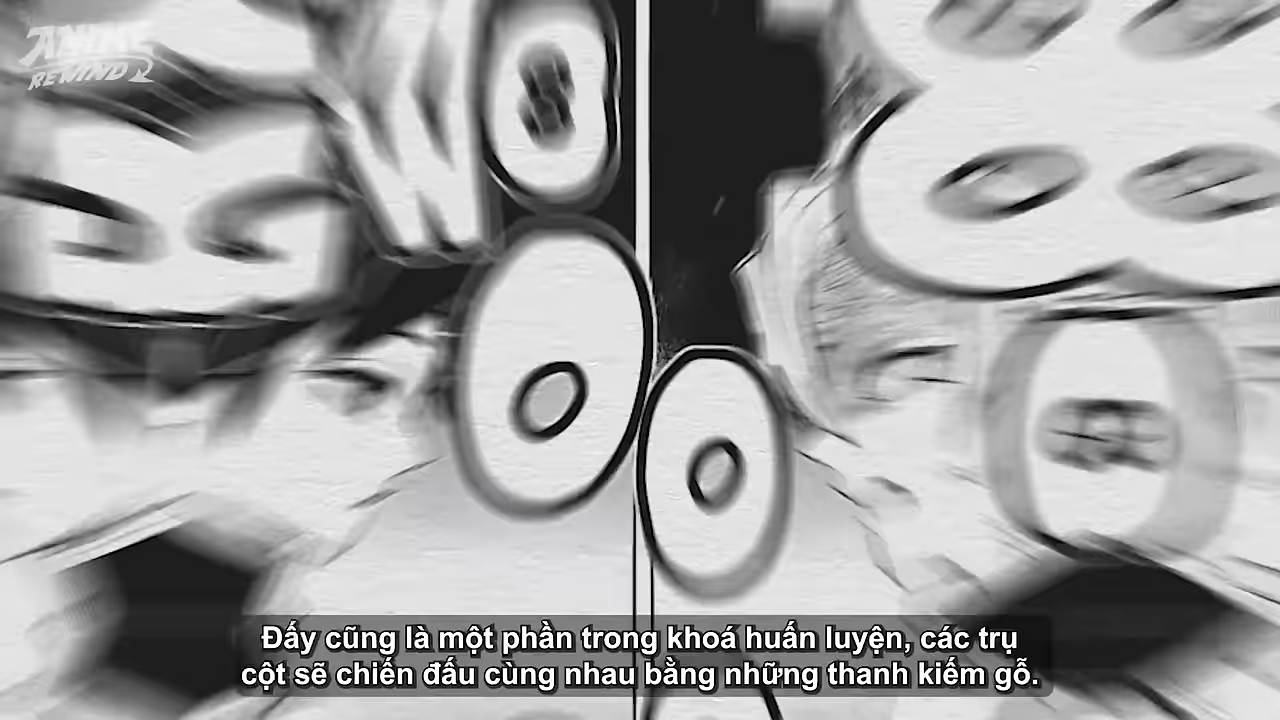 ANIME
REWIND
Đấy cũng là một phần trong khoá huấn luyện, các trụ
cột sẽ chiến đấu cùng nhau bằng những thanh kiếm gỗ.